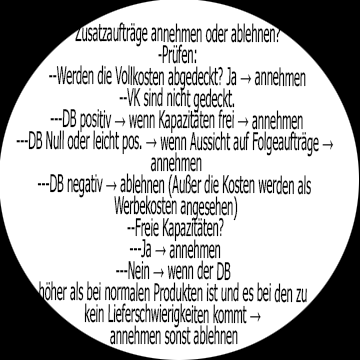 Zusatzaufträge annehmen oder ablehnen?
-Prüfen:
--Werden die Vollkosten abgedeckt? Ja → annehmen
--VK sind nicht gedeckt.
---DB positiv → wenn Kapazitäten frei → annehmen
---DB Null oder leicht pos. → wenn Aussicht auf Folgeaufträge →
annehmen
---DB negativ → ablehnen (Außer die Kosten werden als
Werbekosten angesehen)
--Freie Kapazitäten?
---Ja → annehmen
---Nein → wenn der DB
höher als bei normalen Produkten ist und es bei den zu
kein Lieferschwierigkeiten kommt →
annehmen sonst ablehnen